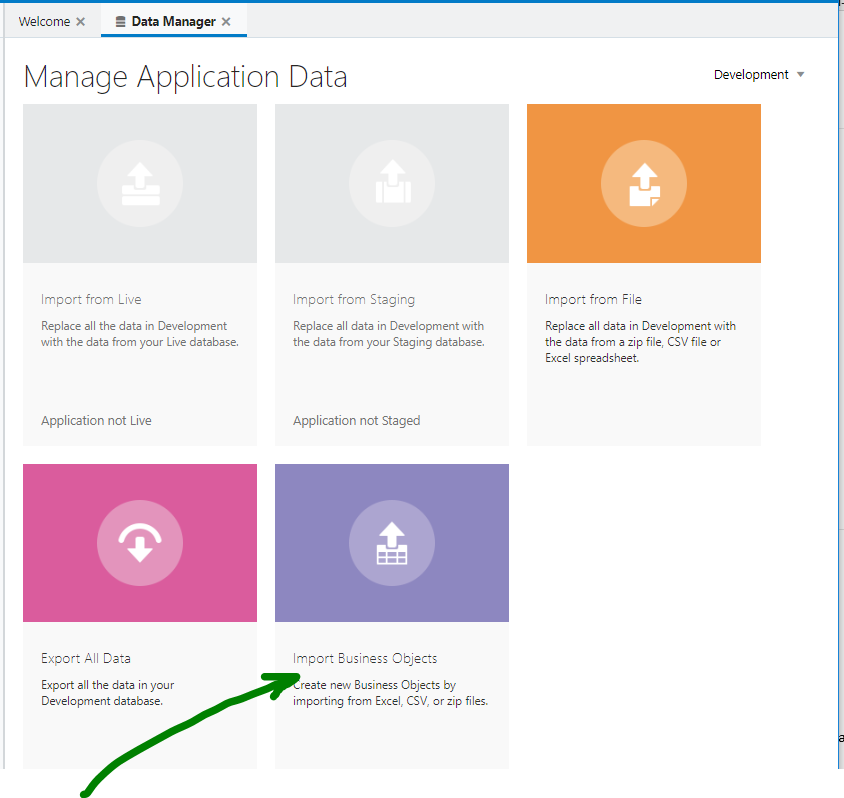 Welcome
Data Manager
Manage Application Data
Development
Import from Live
Replace all the data in Development
with the data from your Live database.
Application not Live
Import from Staging
Replace all the data in Development with
the data from your Staging database.
Application not Staged
Import from File
Replace all data in Development with
the data from a zip file, CSV file or
Excel spreadsheet.
Export All Data
Export all the data in your
Development database.
Import Business Objects
Create new Business Objects by
importing from Excel, CSV, or zip files.